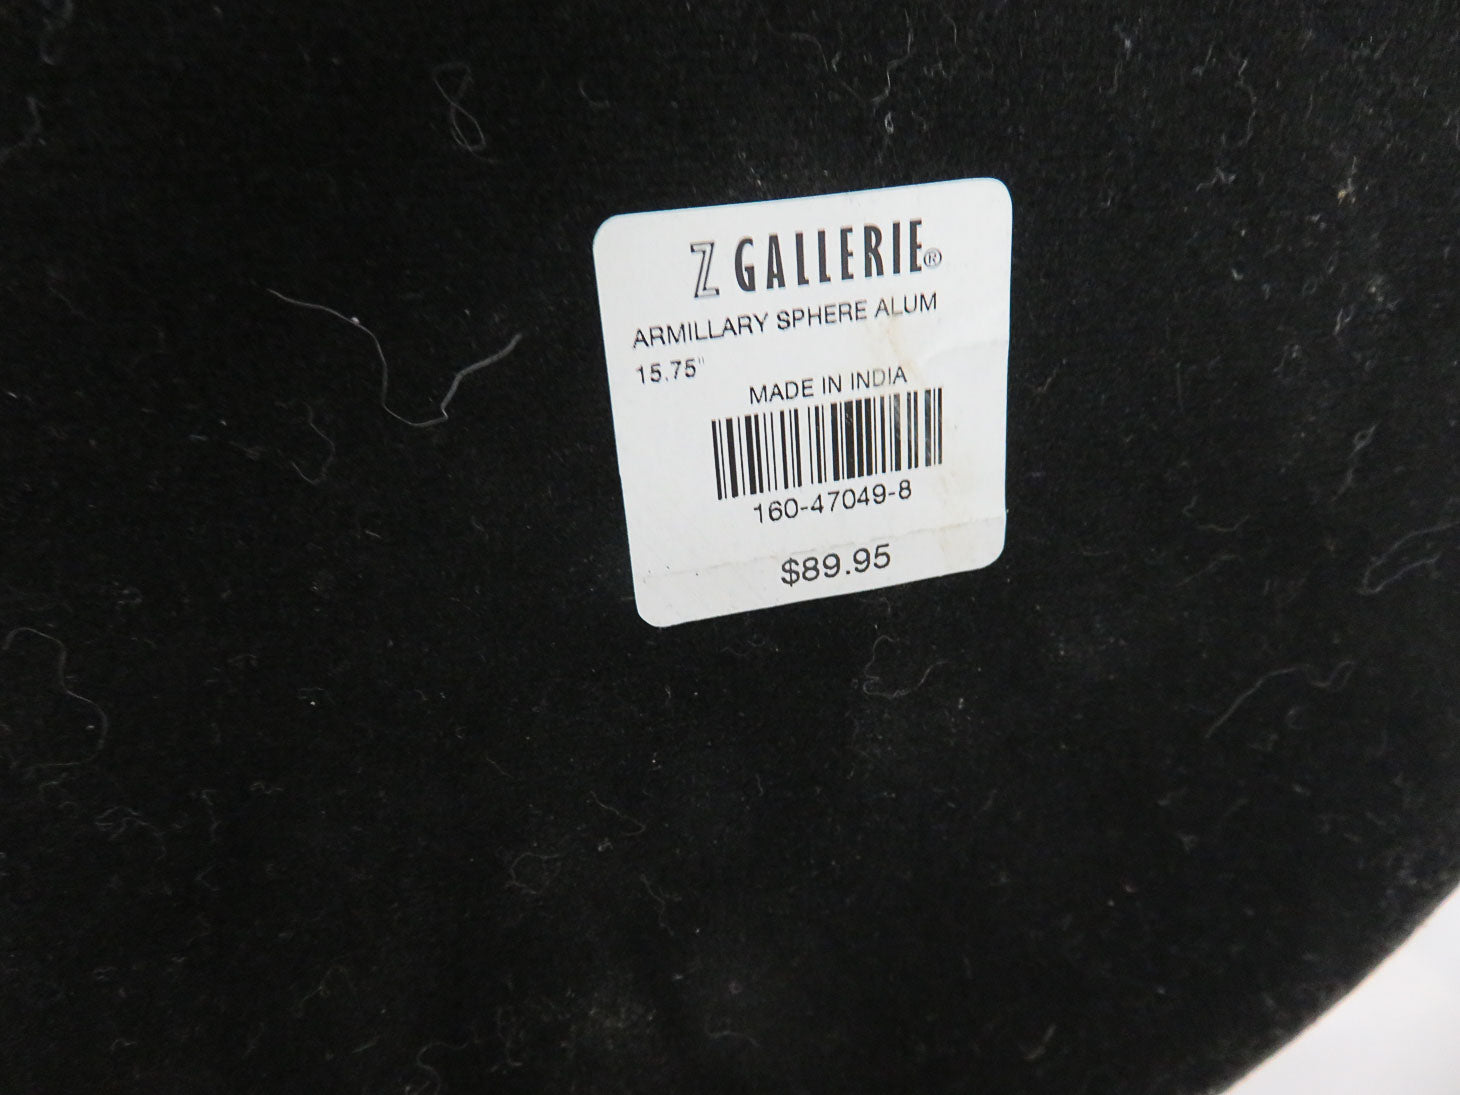 Z GALLERIE®
ARMILLARY SPHERE ALUM
15.75"
MADE IN INDIA
160-47049-8
$89.95